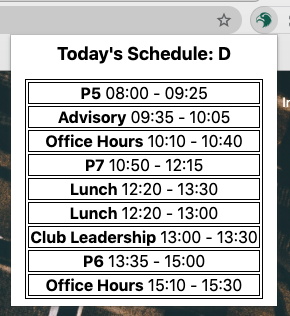 Today's Schedule: D
P5 08:00 - 09:25
Advisory 09:35 - 10:05
Office Hours 10:10 - 10:40
P7 10:50 - 12:15
Lunch 12:20 - 13:30
Lunch 12:20 - 13:00
Club Leadership 13:00 - 13:30
P6 13:35 - 15:00
Office Hours 15:10 - 15:30